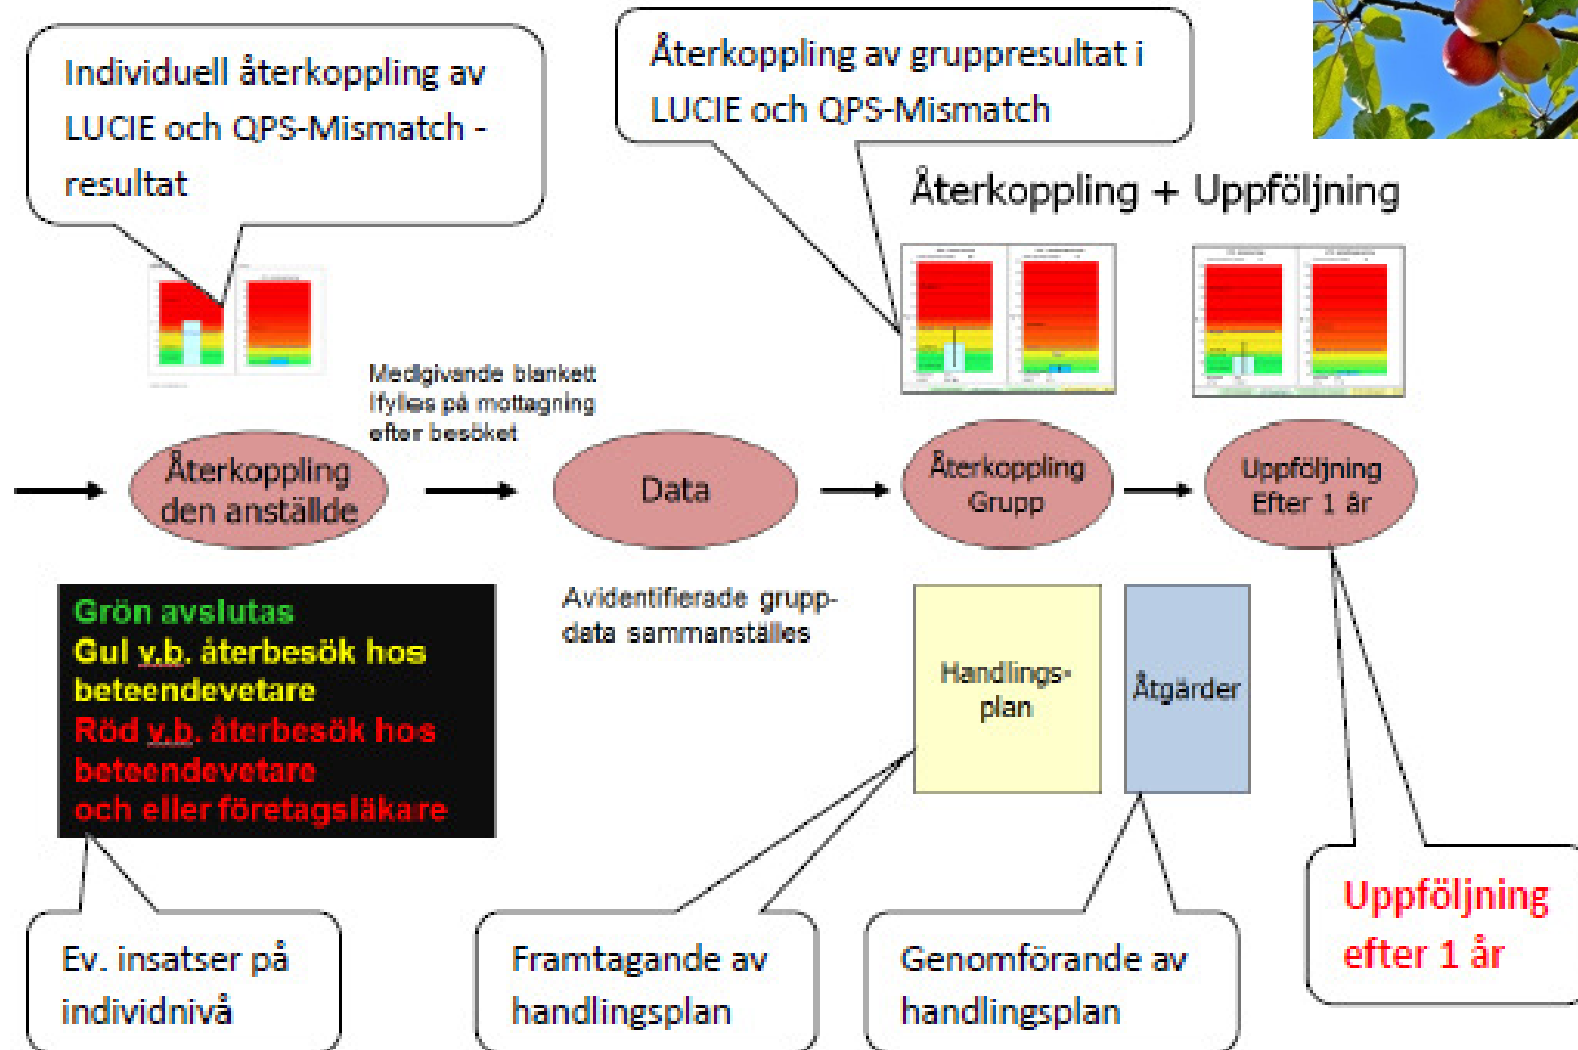 Individuell återkoppling av
LUCIE och QPS-Mismatch -
resultat
Återkoppling av gruppresultat i
LUCIE och QPS-Mismatch
Återkoppling + Uppföljning
Medgivande blankett
Ifylles på mottagning
efter besöket
Återkoppling
den anställde
Data
Återkoppling
Grupp
Uppföljning
Efter 1 år
Grön avslutas
Gul v.b. återbesök hos
beteendevetare
Röd v.b. återbesök hos
beteendevetare
och eller företagsläkare
Avidentifierade grupp-
data sammanställes
Handlings-
plan
Åtgärder
Ev. insatser på
individnivå
Framtagande av
handlingsplan
Genomförande av
handlingsplan
Uppföljning
efter 1 år